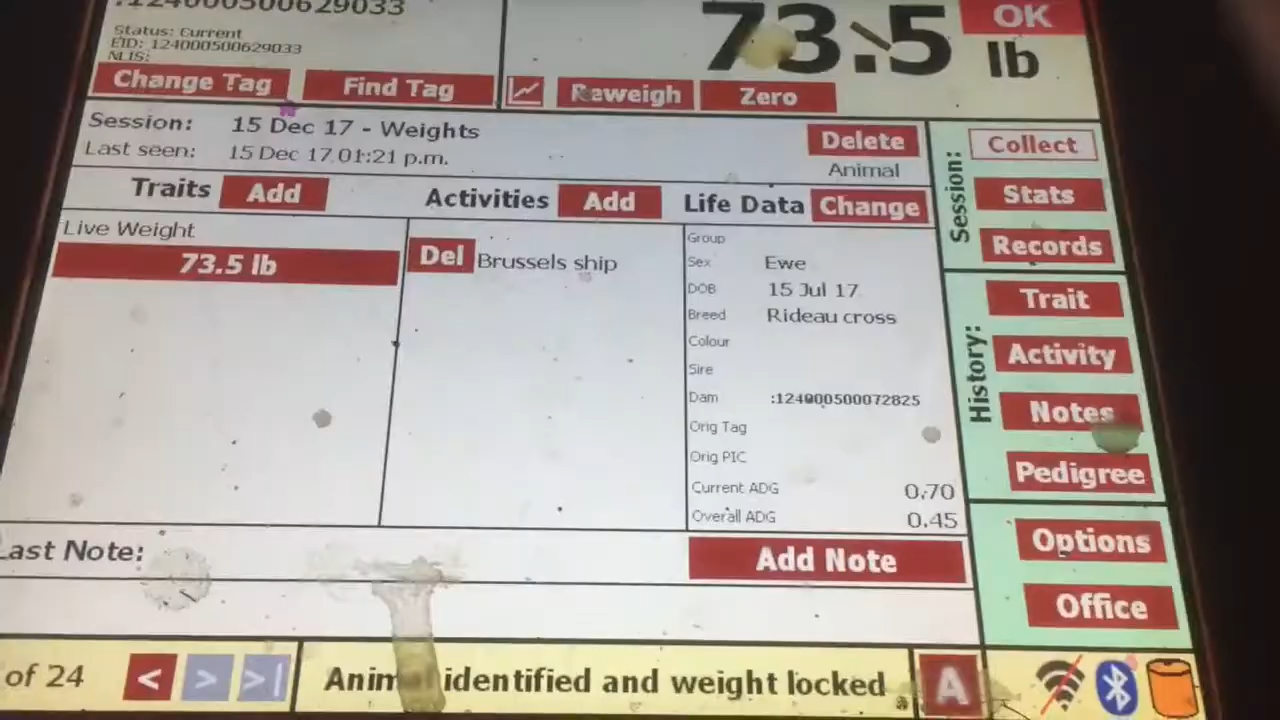 :124000500629033
73.5 OK
lb
Status: Current
EID: 124000500629033
NLIS:
Change Tag Find Tag Reweigh Zero
Session: 15 Dec 17 - Weights Delete
Last seen: 15 Dec 17 01:21 p.m. Animal
Traits Add Activities Add Life Data Change
Live Weight
73.5 lb
Del Brussels ship
Group
Sex Ewe
DOB 15 Jul 17
Breed Rideau cross
Colour
Sire
Dam :124000500072825
Orig Tag
Orig PIC
Current ADG 0.70
Overall ADG 0.45
Last Note: Add Note
Session:
Collect
Stats
Records
History:
Trait
Activity
Notes
Pedigree
Options
Office
of 24 < > >| Animal identified and weight locked A